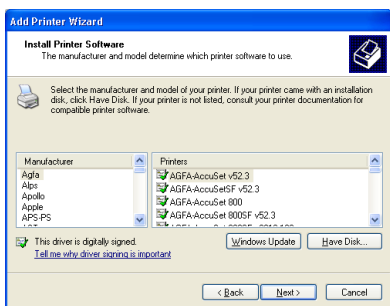 Add Printer Wizard
Install Printer Software
The manufacturer and model determine which printer software to use.
Select the manufacturer and model of your printer. If your printer came with an installation
disk, click Have Disk. If your printer is not listed, consult your printer documentation for
compatible printer software.
Manufacturer
Agfa
Alps
Apollo
Apple
APS-PS
Printers
AGFA-AccuSet v52.3
AGFA-AccuSetSF v52.3
AGFA-AccuSet 800
AGFA-AccuSet 800SF v52.3
This driver is digitally signed.
Tell me why driver signing is important
Windows Update
Have Disk...
< Back
Next >
Cancel